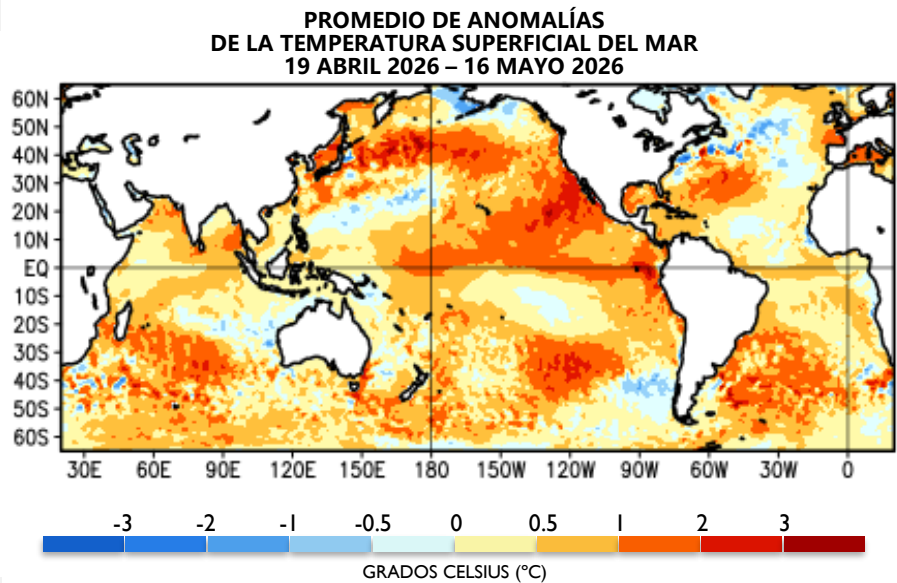 PROMEDIO DE ANOMALÍAS
DE LA TEMPERATURA SUPERFICIAL DEL MAR
19 ABRIL 2026 – 16 MAYO 2026
60N
50N
40N
30N
20N
10N
EQ
10S
20S
30S
40S
50S
60S
30E 60E 90E 120E 150E 180 150W 120W 90W 60W 30W 0
-3 -2 -1 -0.5 0 0.5 1 2 3
GRADOS CELSIUS (°C)